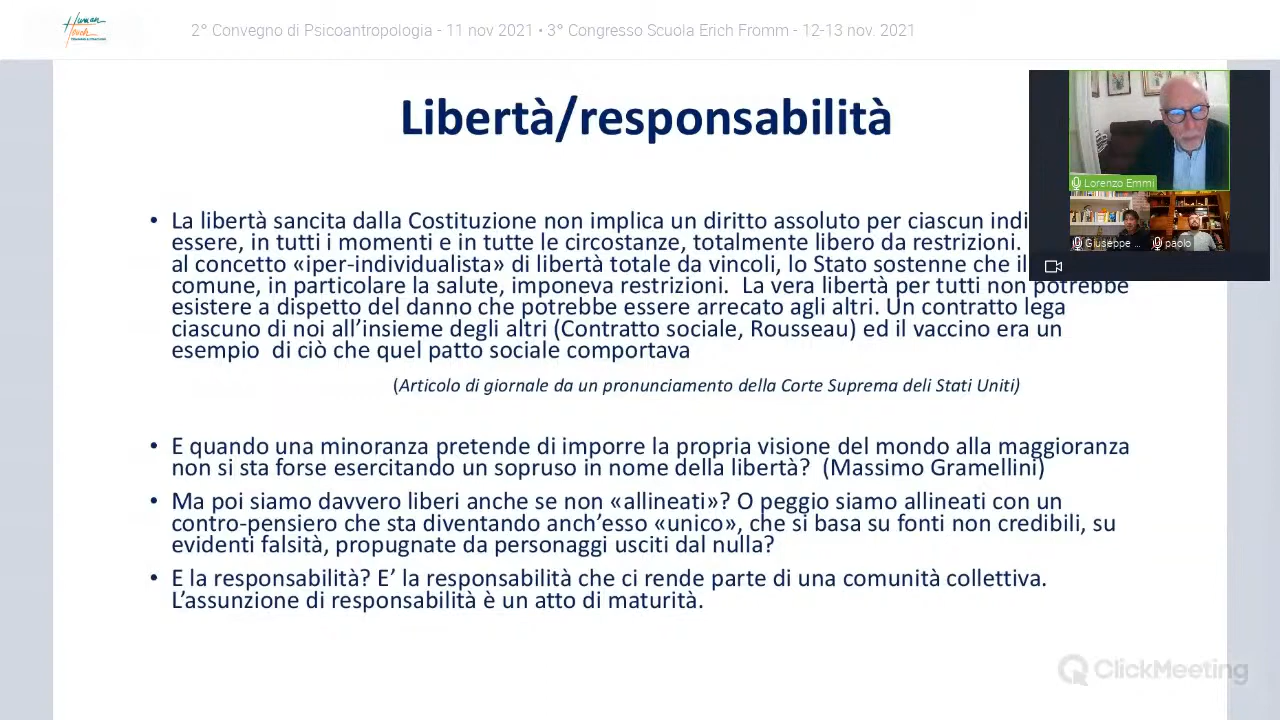 Human
Touch
2° Convegno di Psicoantropologia - 11 nov 2021 • 3° Congresso Scuola Erich Fromm - 12-13 nov. 2021
Libertà/responsabilità
• La libertà sancita dalla Costituzione non implica un diritto assoluto per ciascun indi
essere, in tutti i momenti e in tutte le circostanze, totalmente libero da restrizioni.
al concetto «iper-individualista» di libertà totale da vincoli, lo Stato sostenne che il
comune, in particolare la salute, imponeva restrizioni. La vera libertà per tutti non potrebbe
esistere a dispetto del danno che potrebbe essere arrecato agli altri. Un contratto lega
ciascuno di noi all’insieme degli altri (Contratto sociale, Rousseau) ed il vaccino era un
esempio di ciò che quel patto sociale comportava
(Articolo di giornale da un pronunciamento della Corte Suprema deli Stati Uniti)
• E quando una minoranza pretende di imporre la propria visione del mondo alla maggioranza
non si sta forse esercitando un sopruso in nome della libertà? (Massimo Gramellini)
• Ma poi siamo davvero liberi anche se non «allineati»? O peggio siamo allineati con un
contro-pensiero che sta diventando anch’esso «unico», che si basa su fonti non credibili, su
evidenti falsità, propugnate da personaggi usciti dal nulla?
• E la responsabilità? E’ la responsabilità che ci rende parte di una comunità collettiva.
L’assunzione di responsabilità è un atto di maturità.
Lorenzo Emmi
Giuseppe ...
paolo
ClickMeeting